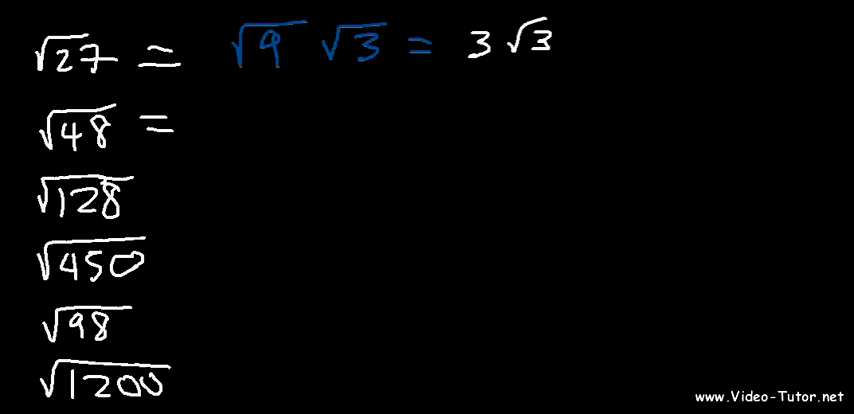 √27 = √9 √3 = 3 √3
√48 =
√128
√450
√98
√1200
www.Video-Tutor.net